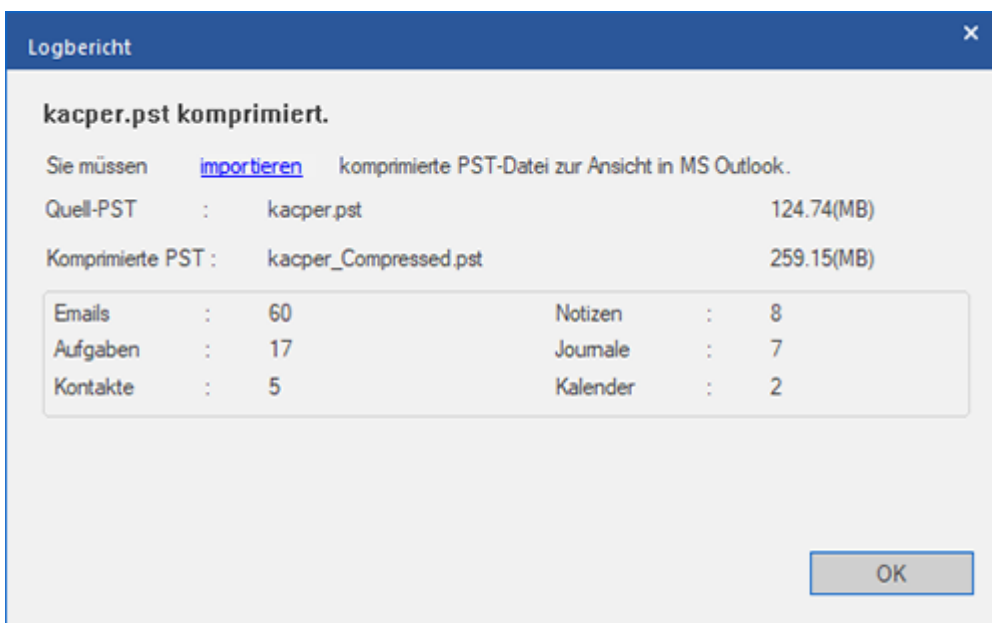 Logbericht
kacper.pst komprimiert.
Sie müssen importieren komprimierte PST-Datei zur Ansicht in MS Outlook.
Quell-PST : kacper.pst 124.74(MB)
Komprimierte PST : kacper_Compressed.pst 259.15(MB)
Emails : 60 Notizen : 8
Aufgaben : 17 Journale : 7
Kontakte : 5 Kalender : 2
OK